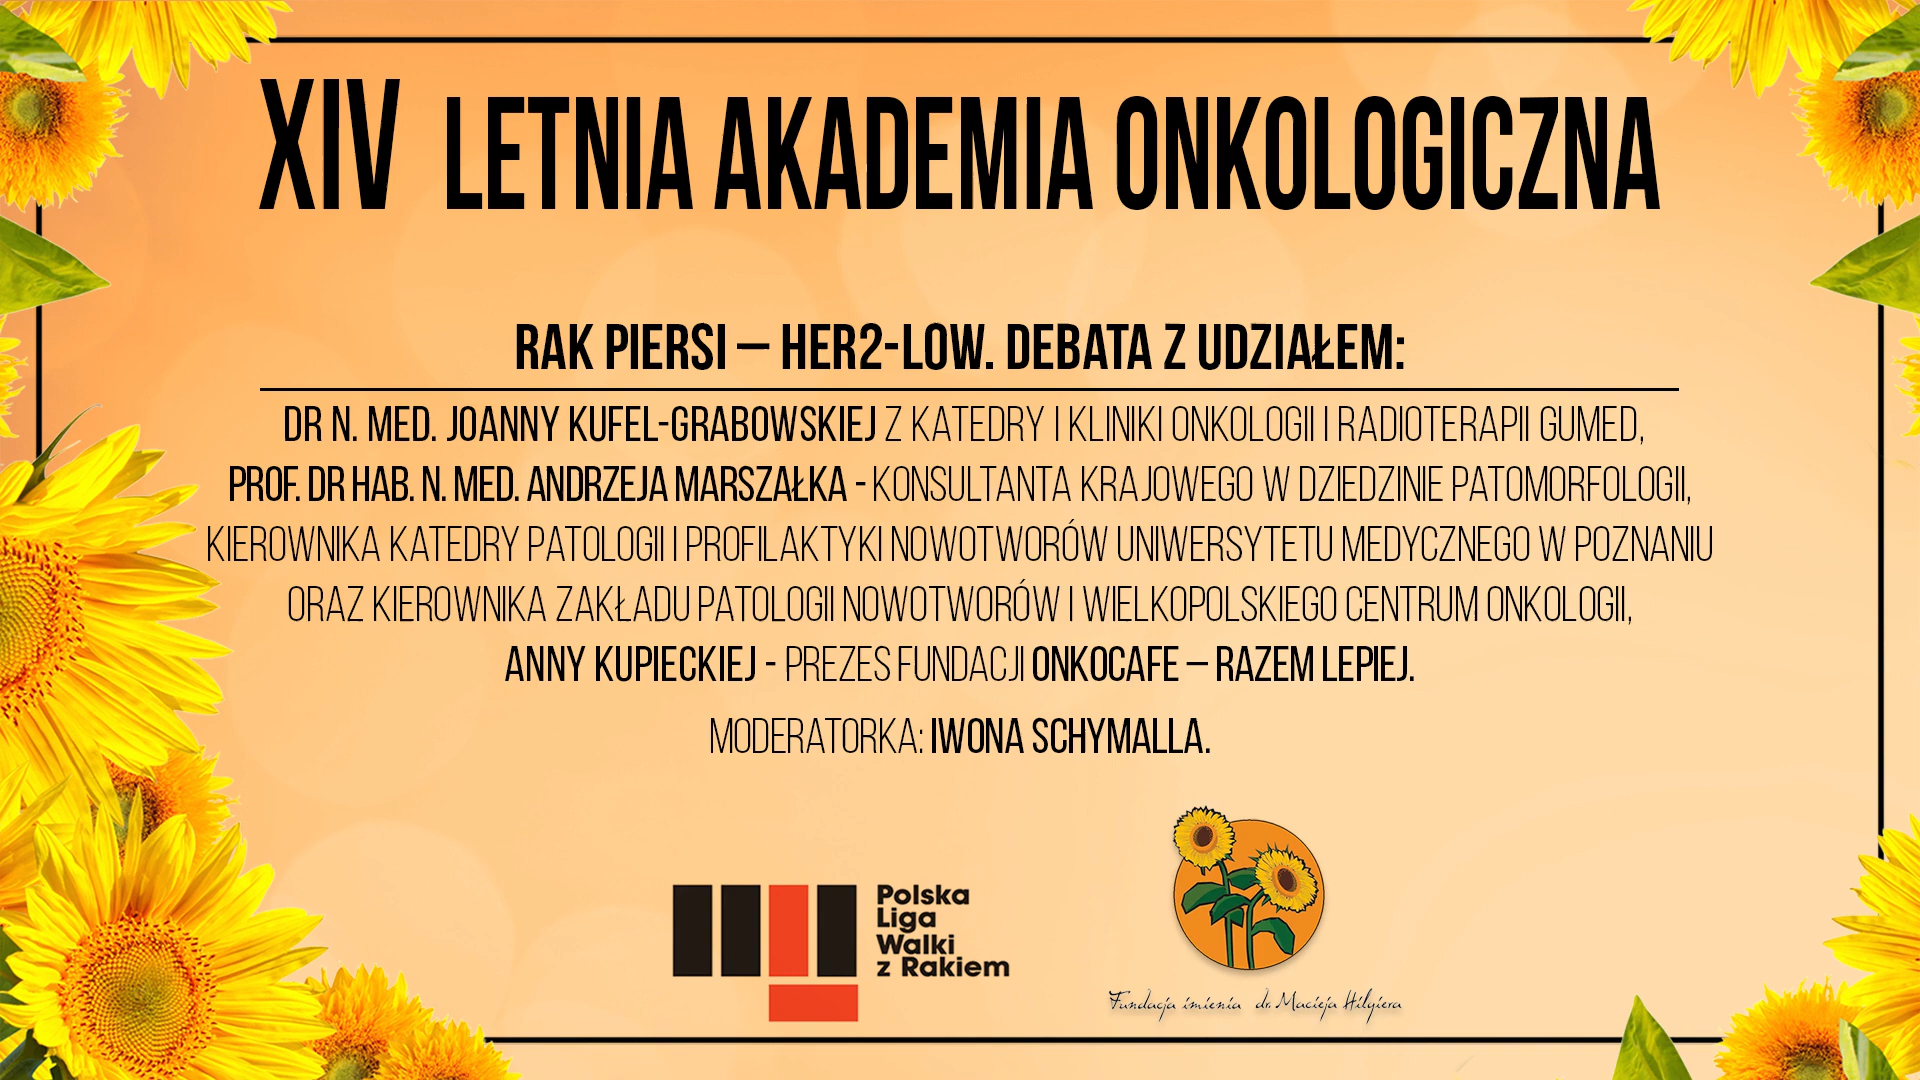 XIV LETNIA AKADEMIA ONKOLOGICZNA
RAK PIERSI – HER2-LOW. DEBATA Z UDZIAŁEM:
DR N. MED. JOANNY KUFEL-GRABOWSKIEJ Z KATEDRY I KLINIKI ONKOLOGII I RADIOTERAPII GUMED,
PROF. DR HAB. N. MED. ANDRZEJA MARSZAŁKA - KONSULTANTA KRAJOWEGO W DZIEDZINIE PATOMORFOLOGII,
KIEROWNIKA KATEDRY PATOLOGII I PROFILAKTYKI NOWOTWORÓW UNIWERSYTETU MEDYCZNEGO W POZNANIU
ORAZ KIEROWNIKA ZAKŁADU PATOLOGII NOWOTWORÓW I WIELKOPOLSKIEGO CENTRUM ONKOLOGII,
ANNY KUPIECKIEJ - PREZES FUNDACJI ONKOCAFE – RAZEM LEPIEJ.
MODERATORKA: IWONA SCHYMALLA.
Polska
Liga
Walki
z Rakiem
Fundacja imienia dr. Macieja Hilgiera